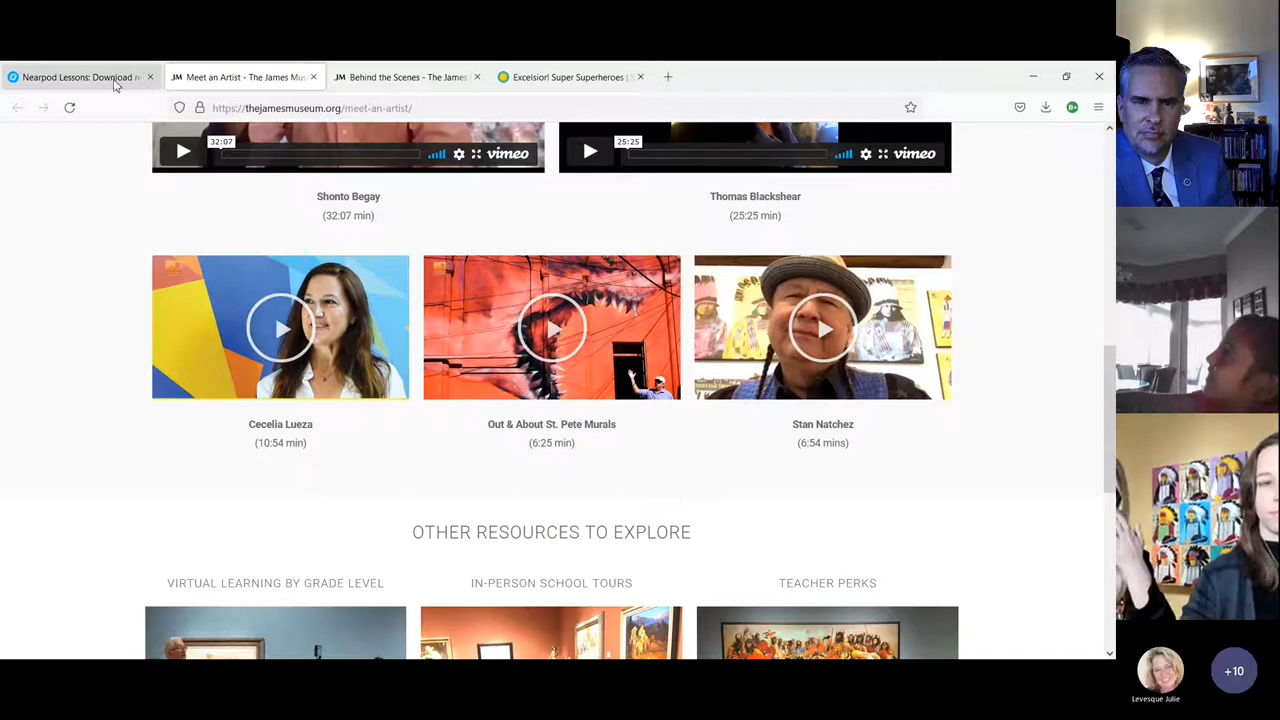 Nearpod Lessons: Download r
JM Meet an Artist - The James Mus
JM Behind the Scenes - The James
Excelsior! Super Superheroes | S
https://thejamesmuseum.org/meet-an-artist/
32:07
vimeo
25:25
vimeo
Shonto Begay
(32:07 min)
Thomas Blackshear
(25:25 min)
Cecelia Lueza
(10:54 min)
Out & About St. Pete Murals
(6:25 min)
Stan Natchez
(6:54 mins)
OTHER RESOURCES TO EXPLORE
VIRTUAL LEARNING BY GRADE LEVEL
IN-PERSON SCHOOL TOURS
TEACHER PERKS
Levesque Julie
+10